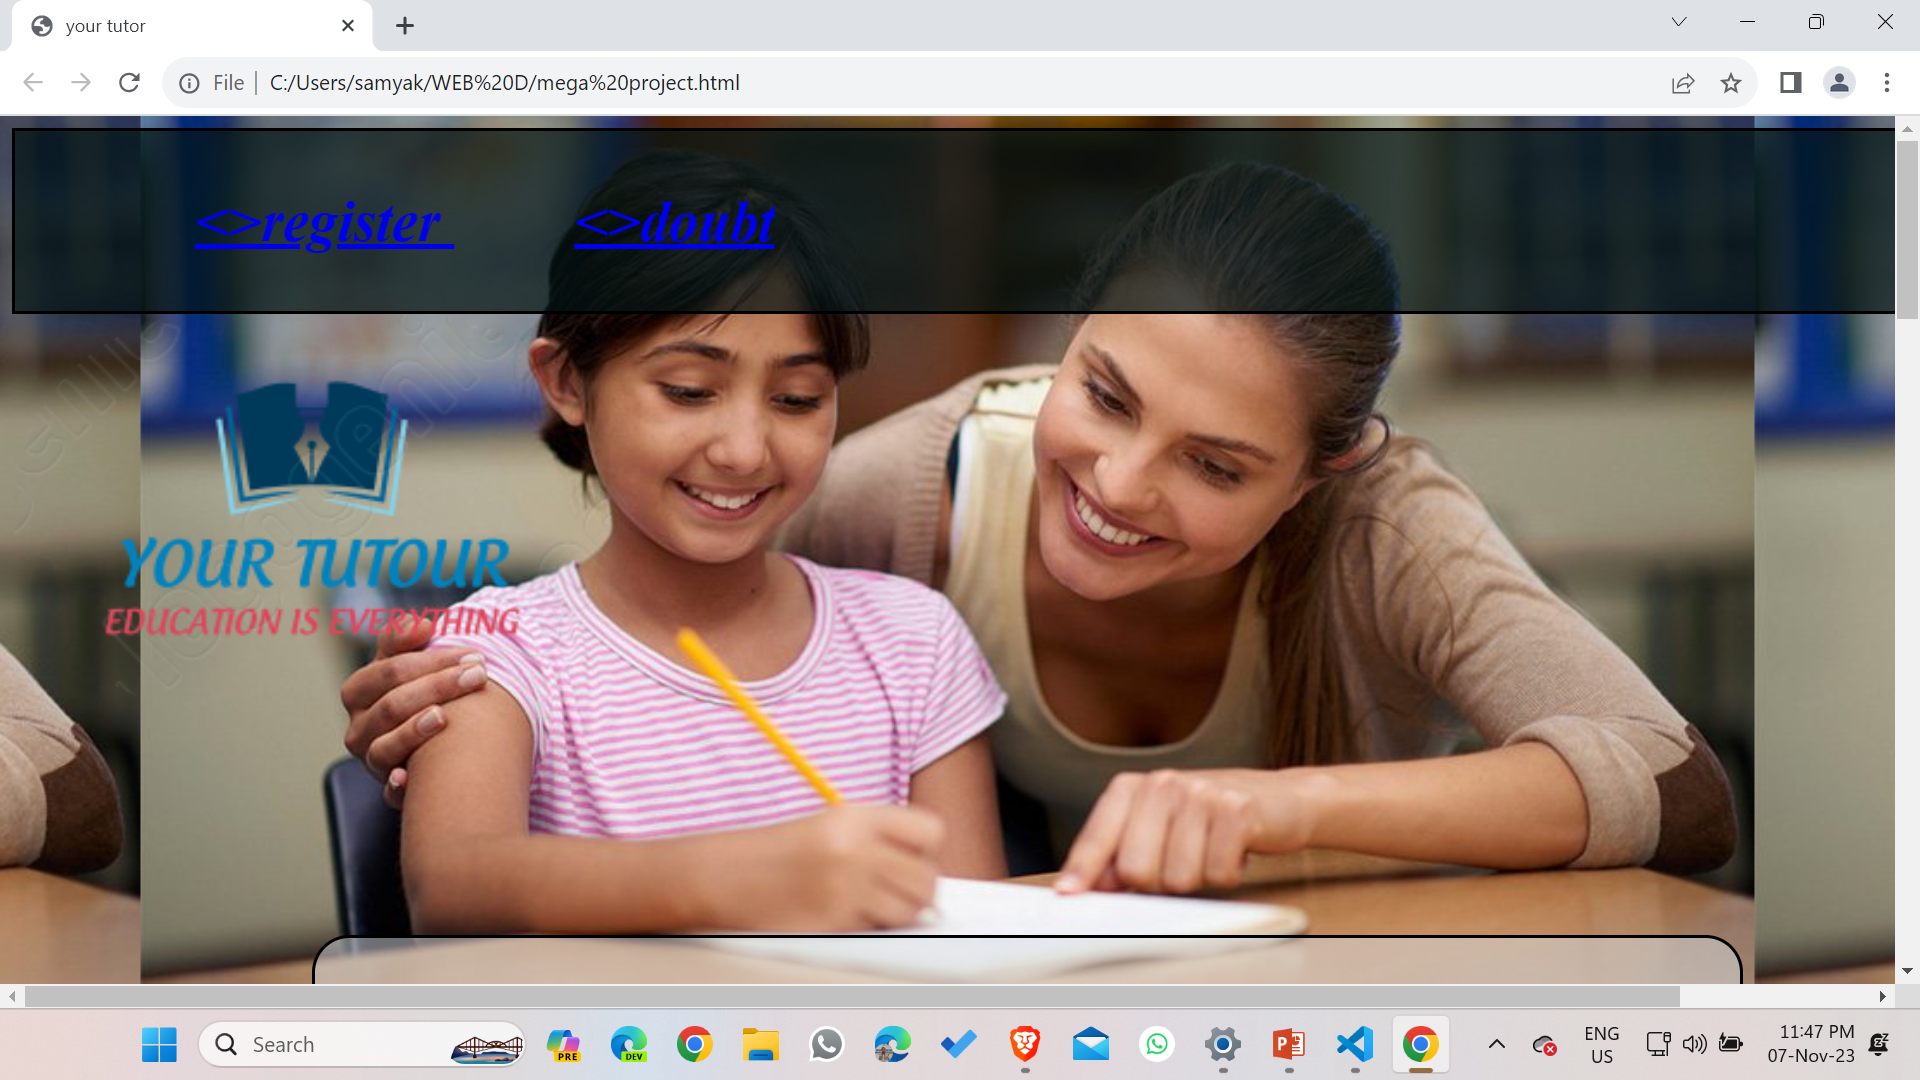 your tutor
File | C:/Users/samyak/WEB%20D/mega%20project.html
<>register <>doubt
YOUR TUTOUR
EDUCATION IS EVERYTHING
Search
PRE
DEV
ENG
US
11:47 PM
07-Nov-23